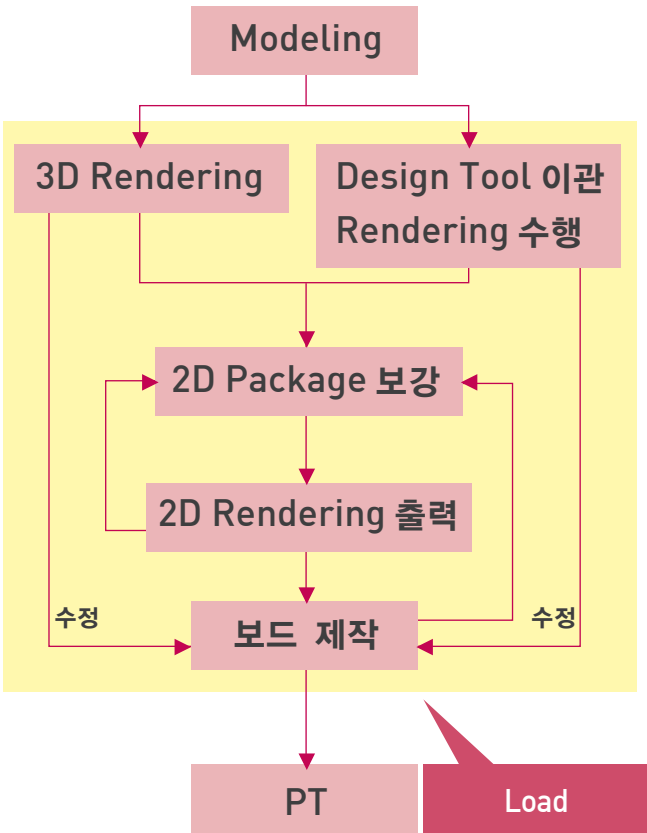 Modeling
3D Rendering
Design Tool 이관
Rendering 수행
2D Package 보강
2D Rendering 출력
수정
보드 제작
수정
PT
Load